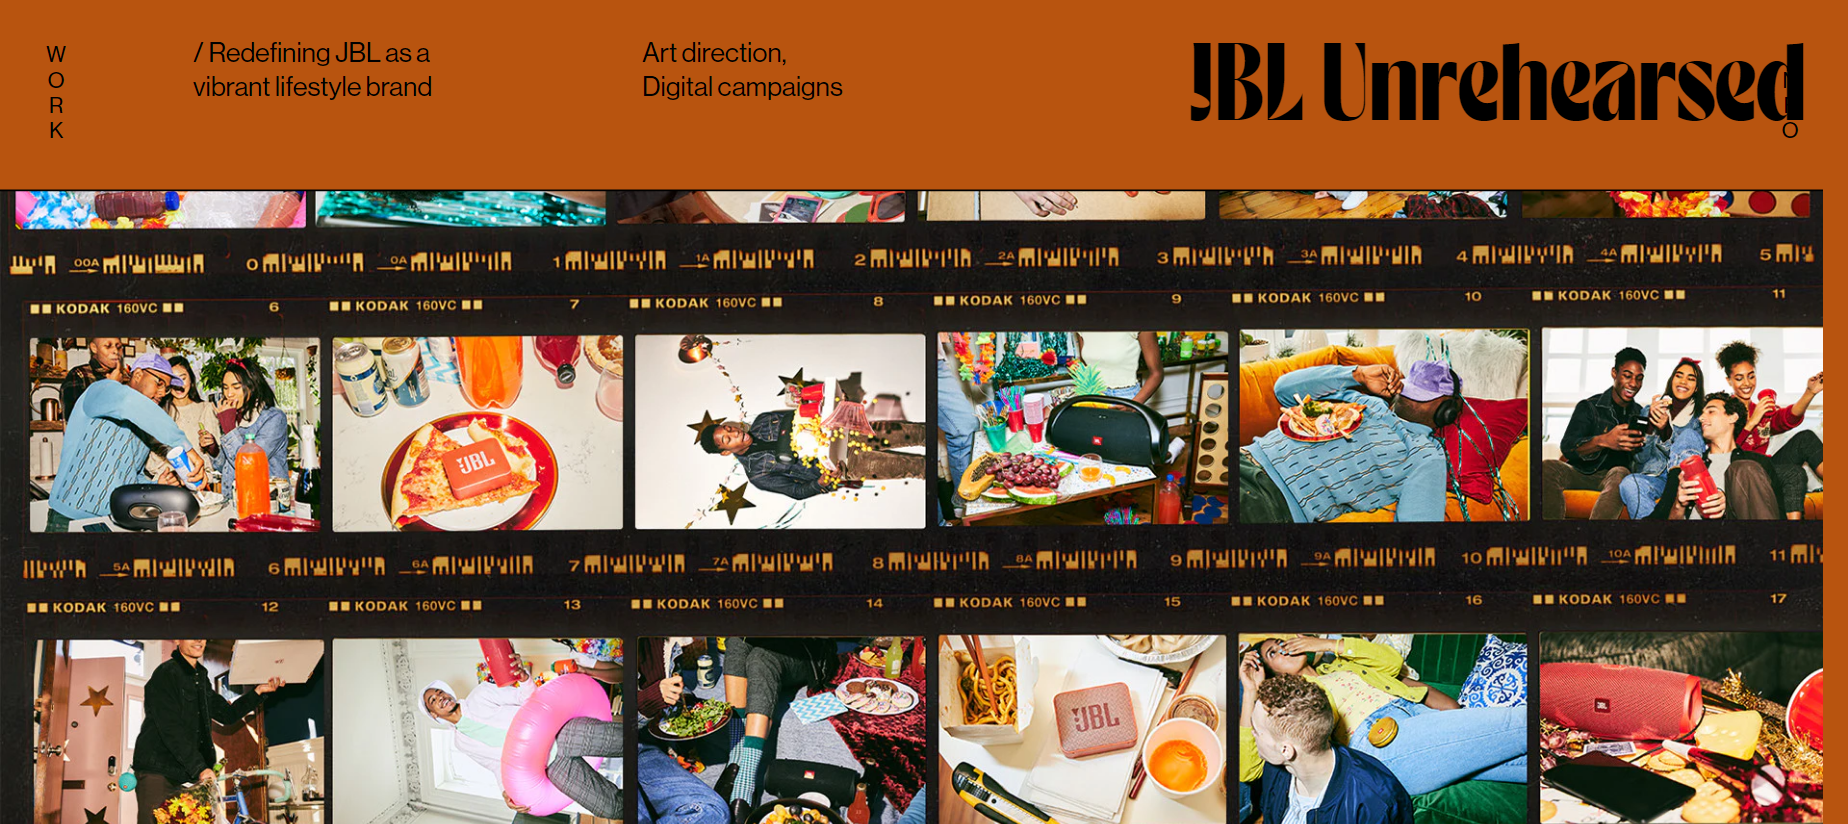 W
O
R
K
/ Redefining JBL as a
vibrant lifestyle brand
Art direction,
Digital campaigns
JBL Unrehearsed
O
00A 0 0A 1 1A 2 2A 3 3A 4 4A 5
KODAK 160VC 6 KODAK 160VC 7 KODAK 160VC 8 KODAK 160VC 9 KODAK 160VC 10 KODAK 160VC 11
JBL
5A 6 6A 7 7A 8 8A 9 9A 10 10A 11
KODAK 160VC 12 KODAK 160VC 13 KODAK 160VC 14 KODAK 160VC 15 KODAK 160VC 16 KODAK 160VC 17
JBL